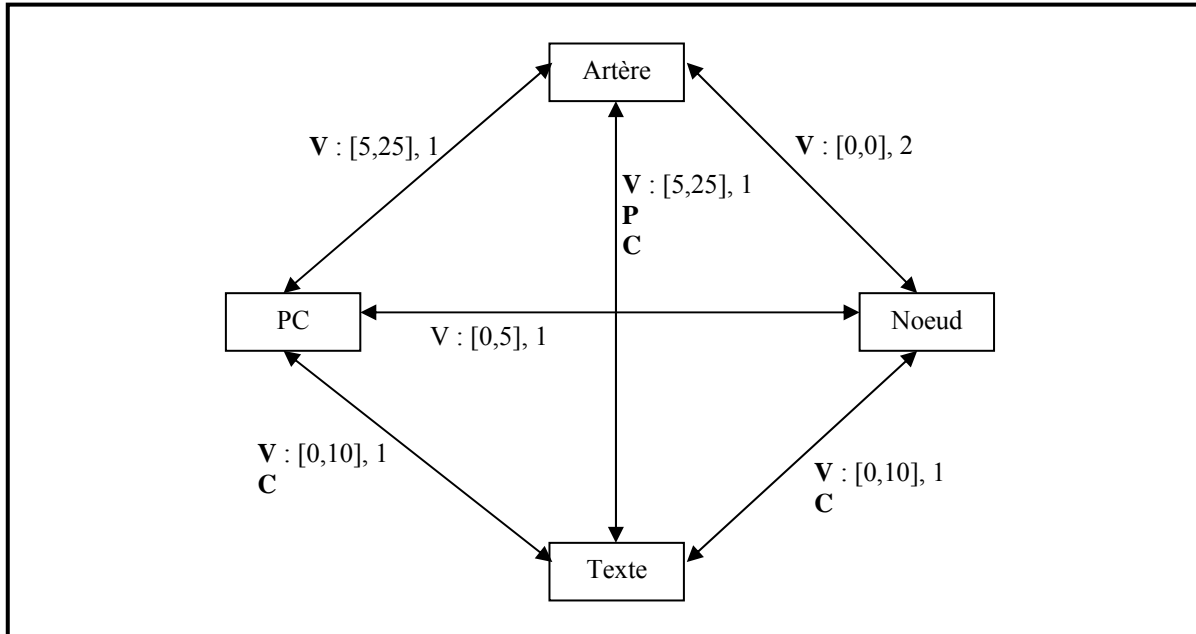 Artère
V : [5,25], 1
V : [0,0], 2
V : [5,25], 1
P
C
PC
Noeud
V : [0,5], 1
V : [0,10], 1
C
V : [0,10], 1
C
Texte